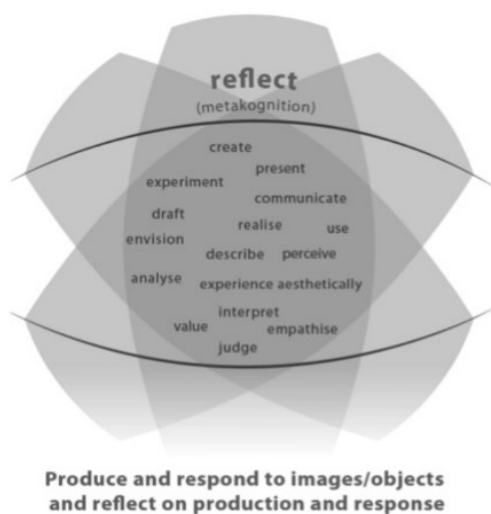 reflect
(metakognition)
create
present
experiment
communicate
draft
realise use
envision
describe perceive
analyse
experience aesthetically
interpret
value empathise
judge
Produce and respond to images/objects
and reflect on production and response